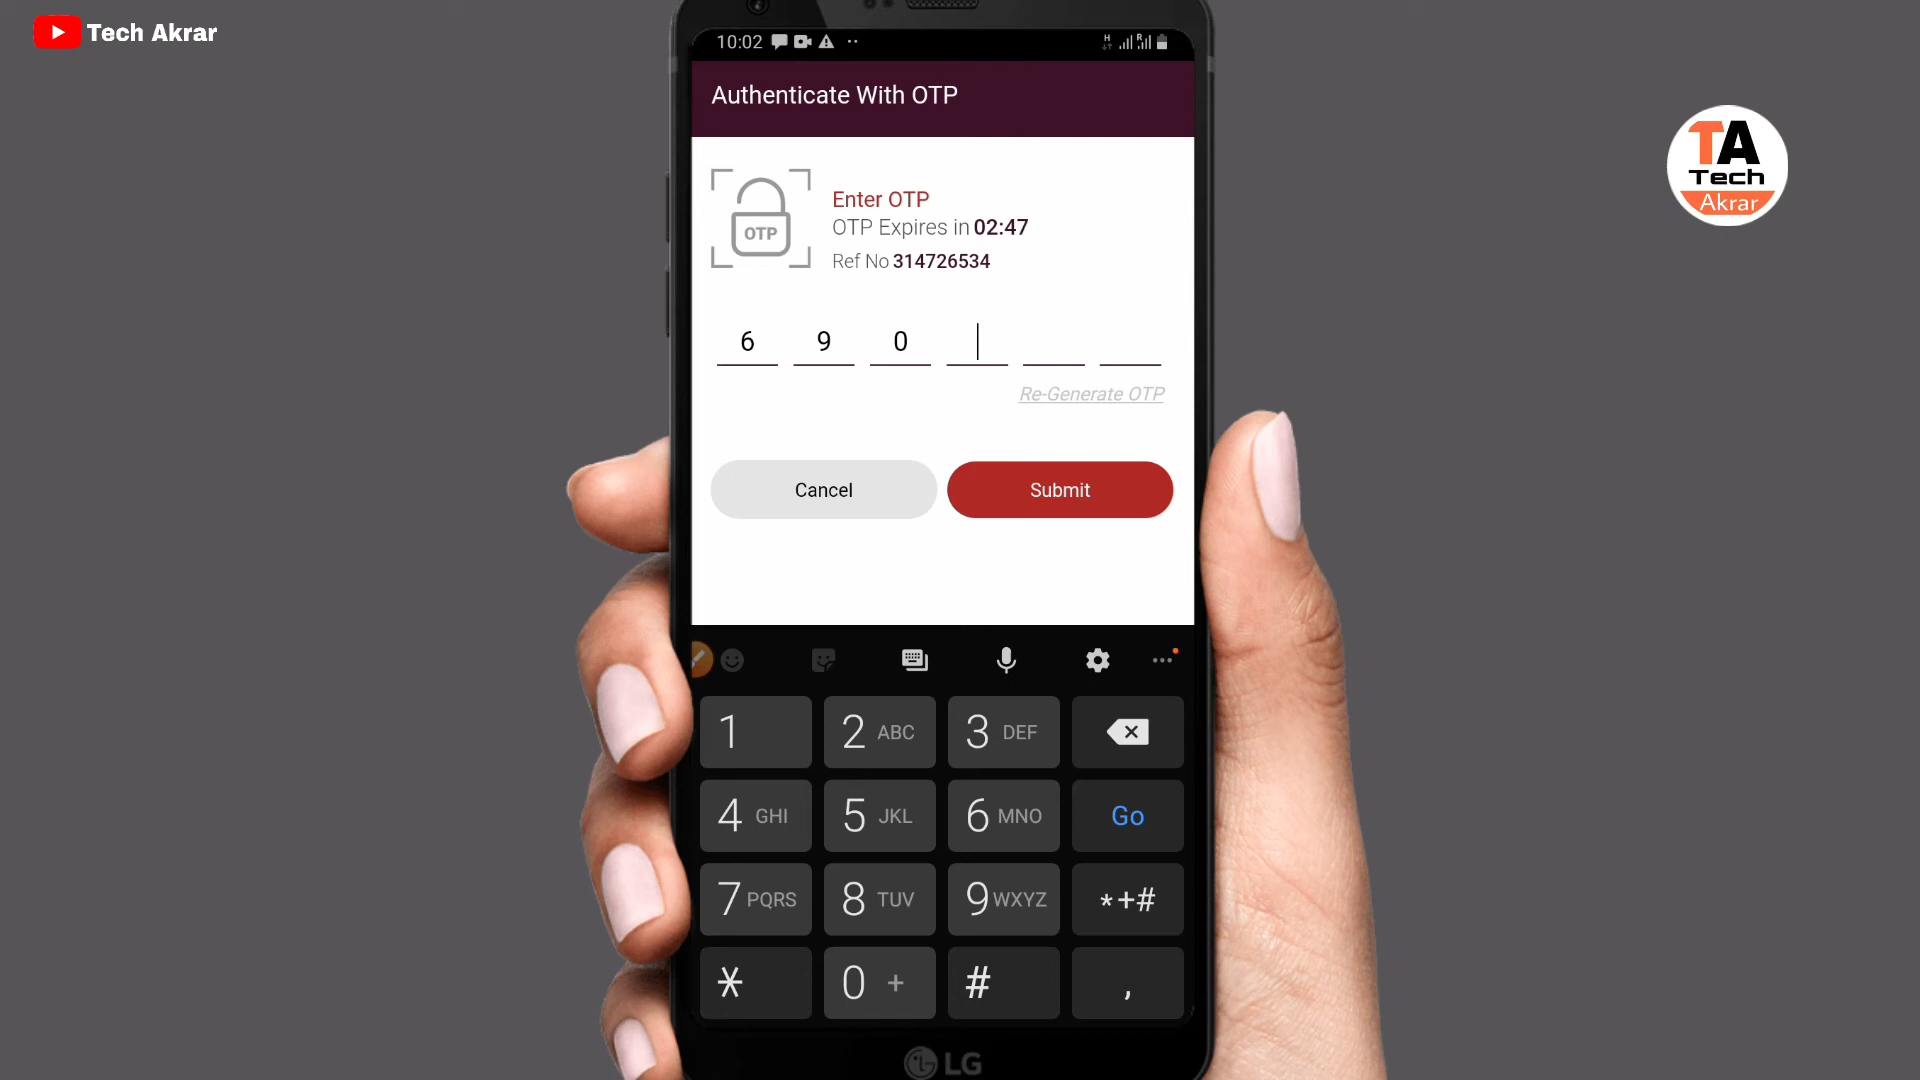 Tech Akrar
10:02
H R
Authenticate With OTP
TA
Tech
Akrar
OTP
Enter OTP
OTP Expires in 02:47
Ref No 314726534
6 9 0
Re-Generate OTP
Cancel Submit
1 2 ABC 3 DEF
4 GHI 5 JKL 6 MNO Go
7 PQRS 8 TUV 9 WXYZ *+#
* 0 + # ,
LG